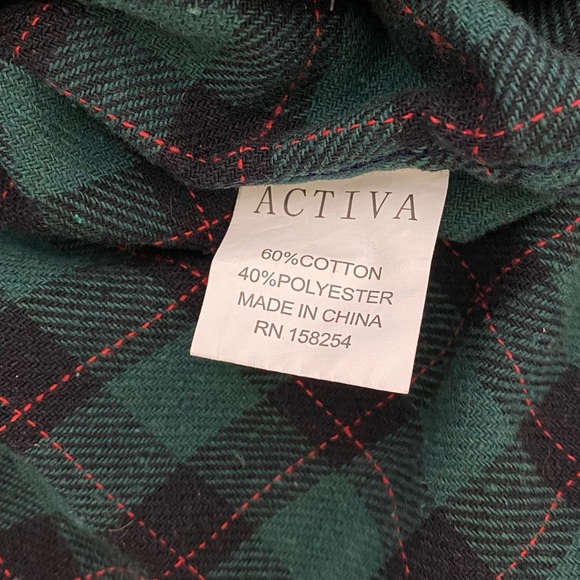 ACTIVA
60%COTTON
40%POLYESTER
MADE IN CHINA
RN 158254